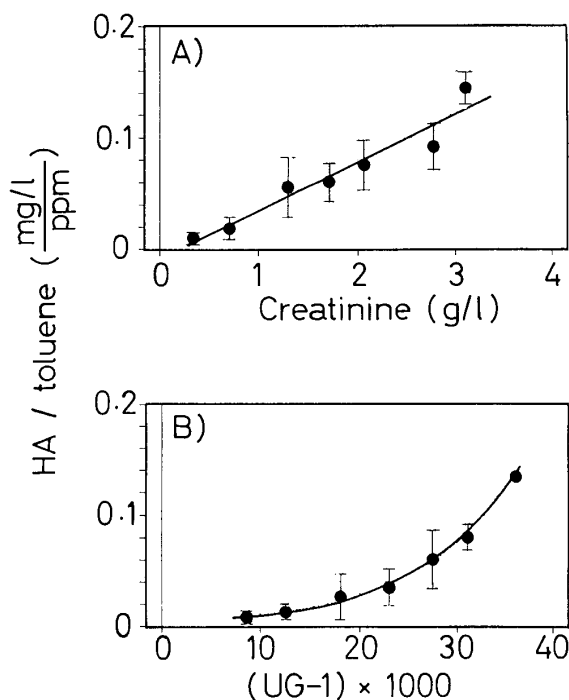 HA / toluene (mg/l / ppm)
A)
0.2
0.1
0
0 1 2 3 4
Creatinine (g/l)
B)
0.2
0.1
0
0 10 20 30 40
(UG-1) × 1000